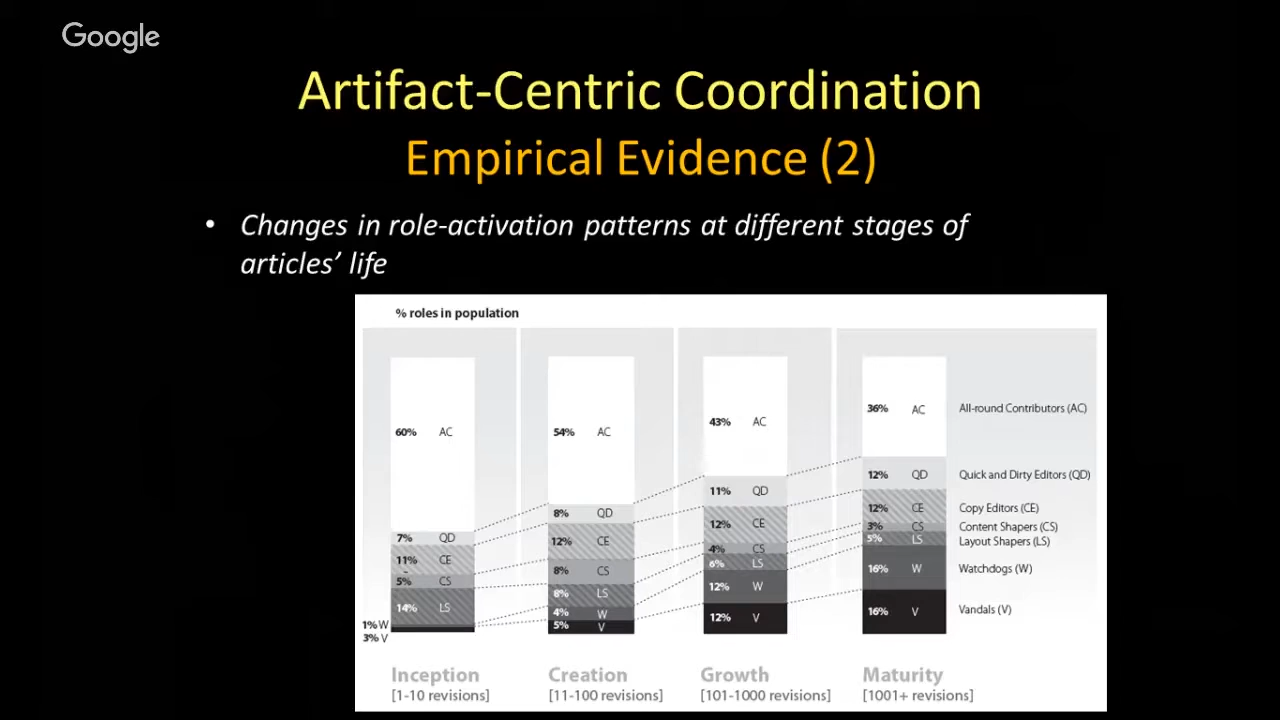 Google
Artifact-Centric Coordination
Empirical Evidence (2)
• Changes in role-activation patterns at different stages of
articles’ life
% roles in population
60% AC
7% QD
11% CE
5% CS
14% LS
1% W
3% V
Inception
[1-10 revisions]
54% AC
8% QD
12% CE
8% CS
8% LS
4% W
5% V
Creation
[11-100 revisions]
43% AC
11% QD
12% CE
4% CS
6% LS
12% W
12% V
Growth
[101-1000 revisions]
36% AC All-round Contributors (AC)
12% QD Quick and Dirty Editors (QD)
12% CE Copy Editors (CE)
3% CS Content Shapers (CS)
5% LS Layout Shapers (LS)
16% W Watchdogs (W)
16% V Vandals (V)
Maturity
[1001+ revisions]